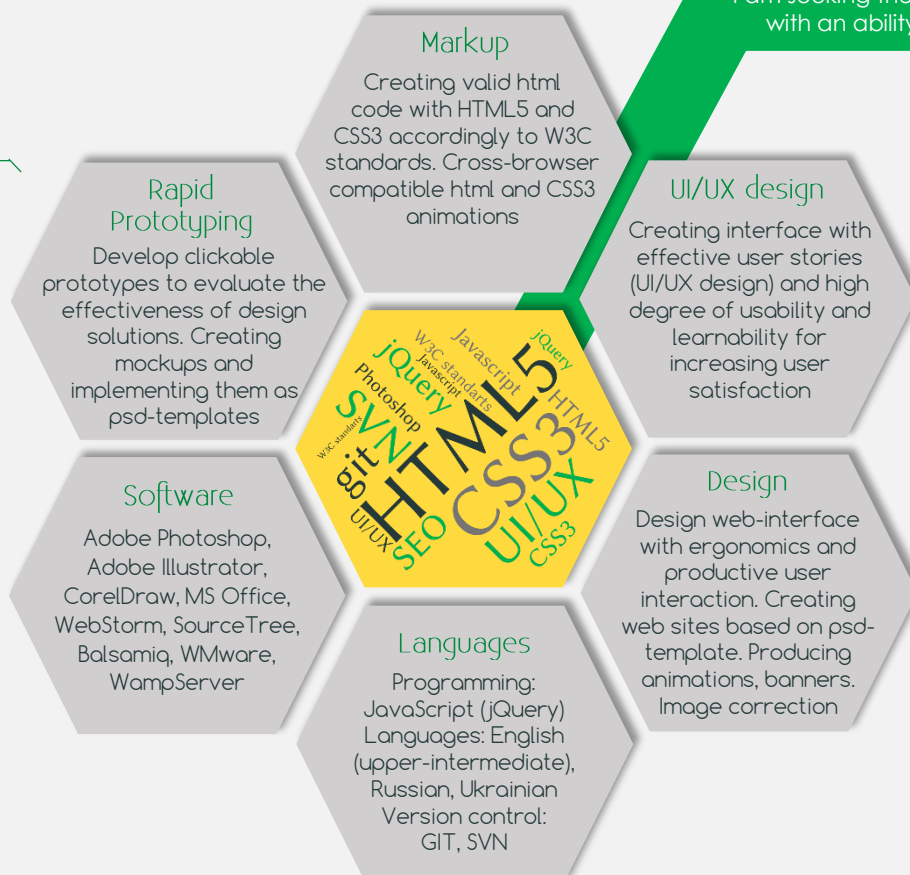 with an ability
Markup
Creating valid html
code with HTML5 and
CSS3 accordingly to W3C
standards. Cross-browser
compatible html and CSS3
animations
Rapid
Prototyping
Develop clickable
prototypes to evaluate the
effectiveness of design
solutions. Creating
mockups and
implementing them as
psd-templates
UI/UX design
Creating interface with
effective user stories
(UI/UX design) and high
degree of usability and
learnability for
increasing user
satisfaction
jQuery
Javascript
W3C standarts
Javascript
jQuery
Photoshop
HTML5
HTML5
SVN
W3C standarts
git
CSS3
UI/UX
UI/UX
SEO
CSS3
Software
Adobe Photoshop,
Adobe Illustrator,
CorelDraw, MS Office,
WebStorm, SourceTree,
Balsamiq, WMware,
WampServer
Design
Design web-interface
with ergonomics and
productive user
interaction. Creating
web sites based on psd-
template. Producing
animations, banners.
Image correction
Languages
Programming:
JavaScript (jQuery)
Languages: English
(upper-intermediate),
Russian, Ukrainian
Version control:
GIT, SVN